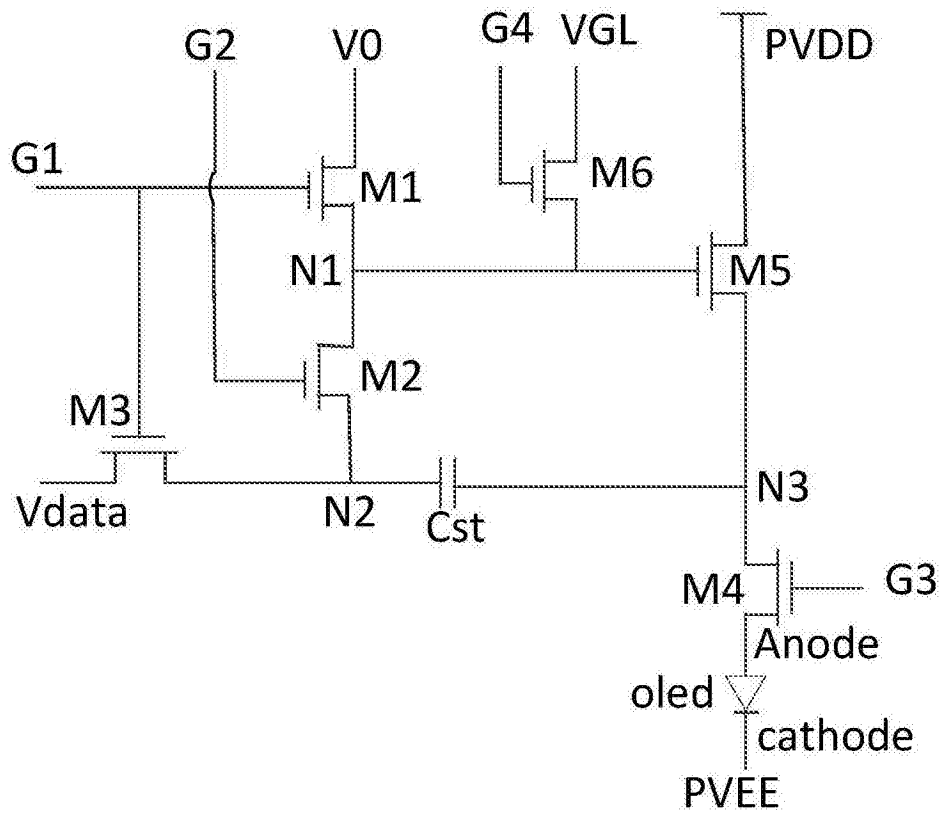 G2 V0 G4 VGL PVDD
G1 M1 M6
N1 M5
M2
M3
Vdata N2 Cst N3
M4 G3
Anode
oled
cathode
PVEE